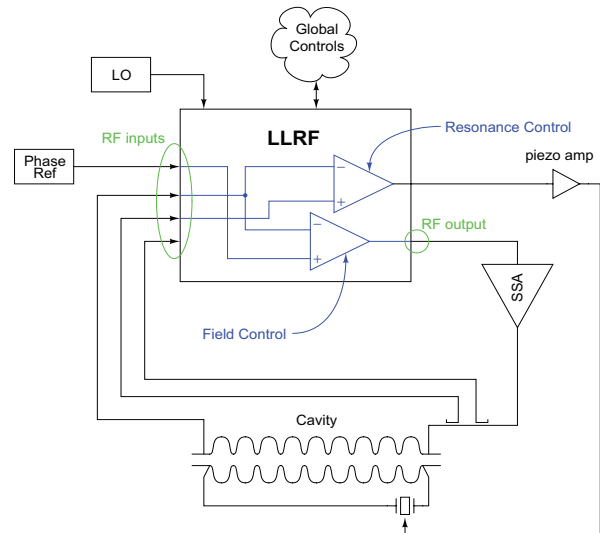 Global
Controls
LO
LLRF
RF inputs
Resonance Control
Phase
Ref
piezo amp
−
+
−
+
RF output
SSA
Field Control
Cavity